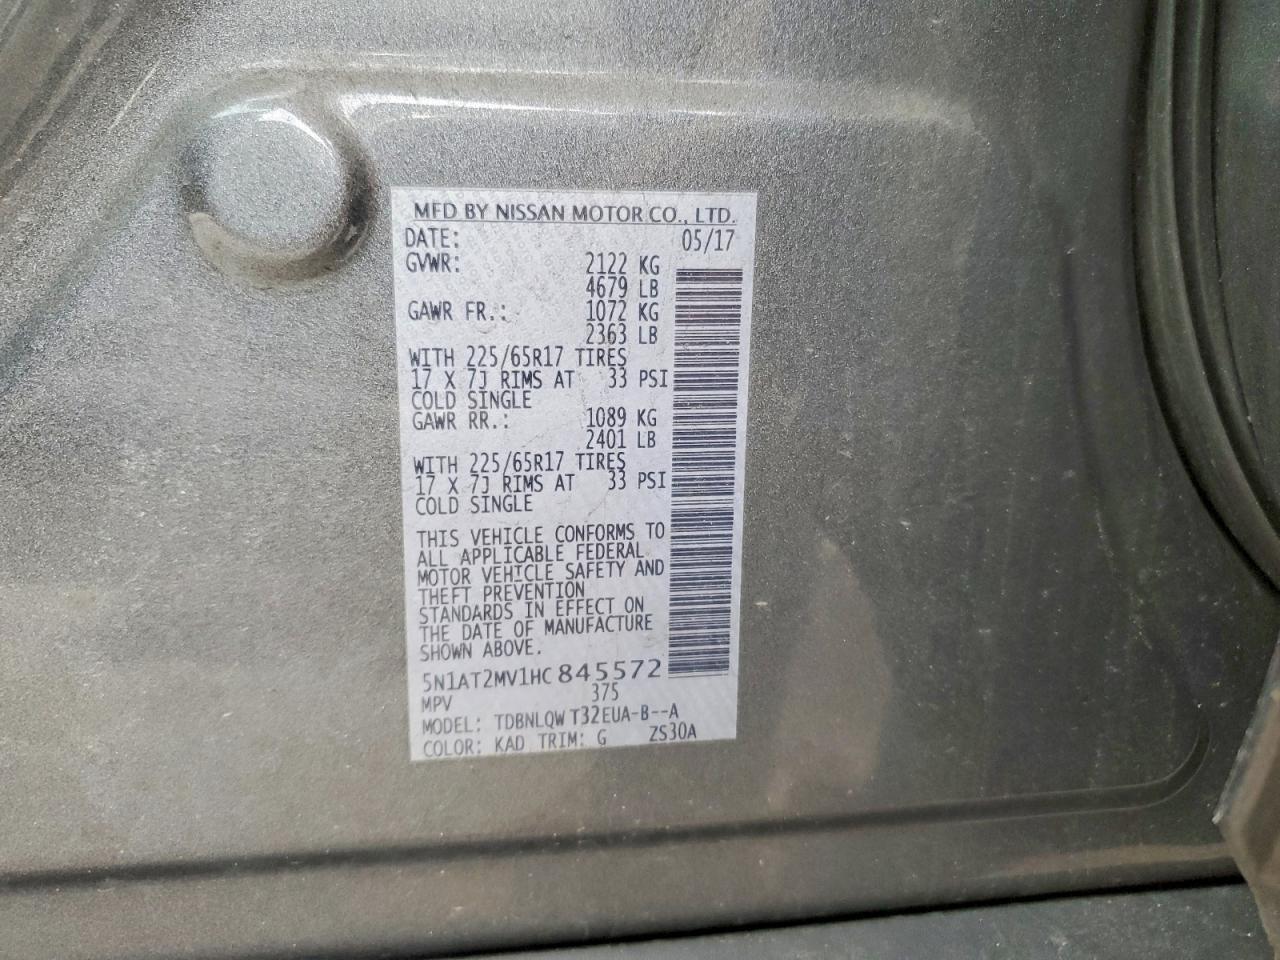 MFD BY NISSAN MOTOR CO., LTD.
DATE: 05/17
GVWR: 2122 KG
4679 LB
GAWR FR.: 1072 KG
2363 LB
WITH 225/65R17 TIRES
17 X 7J RIMS AT 33 PSI
COLD SINGLE
GAWR RR.: 1089 KG
2401 LB
WITH 225/65R17 TIRES
17 X 7J RIMS AT 33 PSI
COLD SINGLE
THIS VEHICLE CONFORMS TO
ALL APPLICABLE FEDERAL
MOTOR VEHICLE SAFETY AND
THEFT PREVENTION
STANDARDS IN EFFECT ON
THE DATE OF MANUFACTURE
SHOWN ABOVE.
5N1AT2MV1HC845572
MPV 375
MODEL: TDBNLQW T32EUA-B--A
COLOR: KAD TRIM: G ZS30A